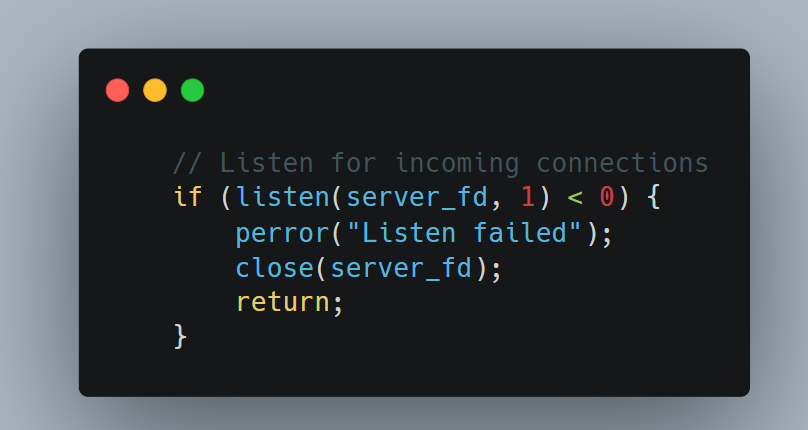 // Listen for incoming connections
if (listen(server_fd, 1) < 0) {
    perror("Listen failed");
    close(server_fd);
    return;
}